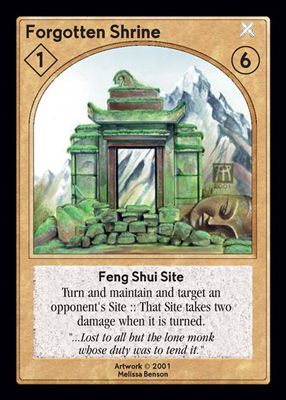 Forgotten Shrine
1
6
Feng Shui Site
Turn and maintain and target an
opponent's Site :: That Site takes two
damage when it is turned.
"...Lost to all but the lone monk
whose duty was to tend it."
Artwork © 2001
Melissa Benson